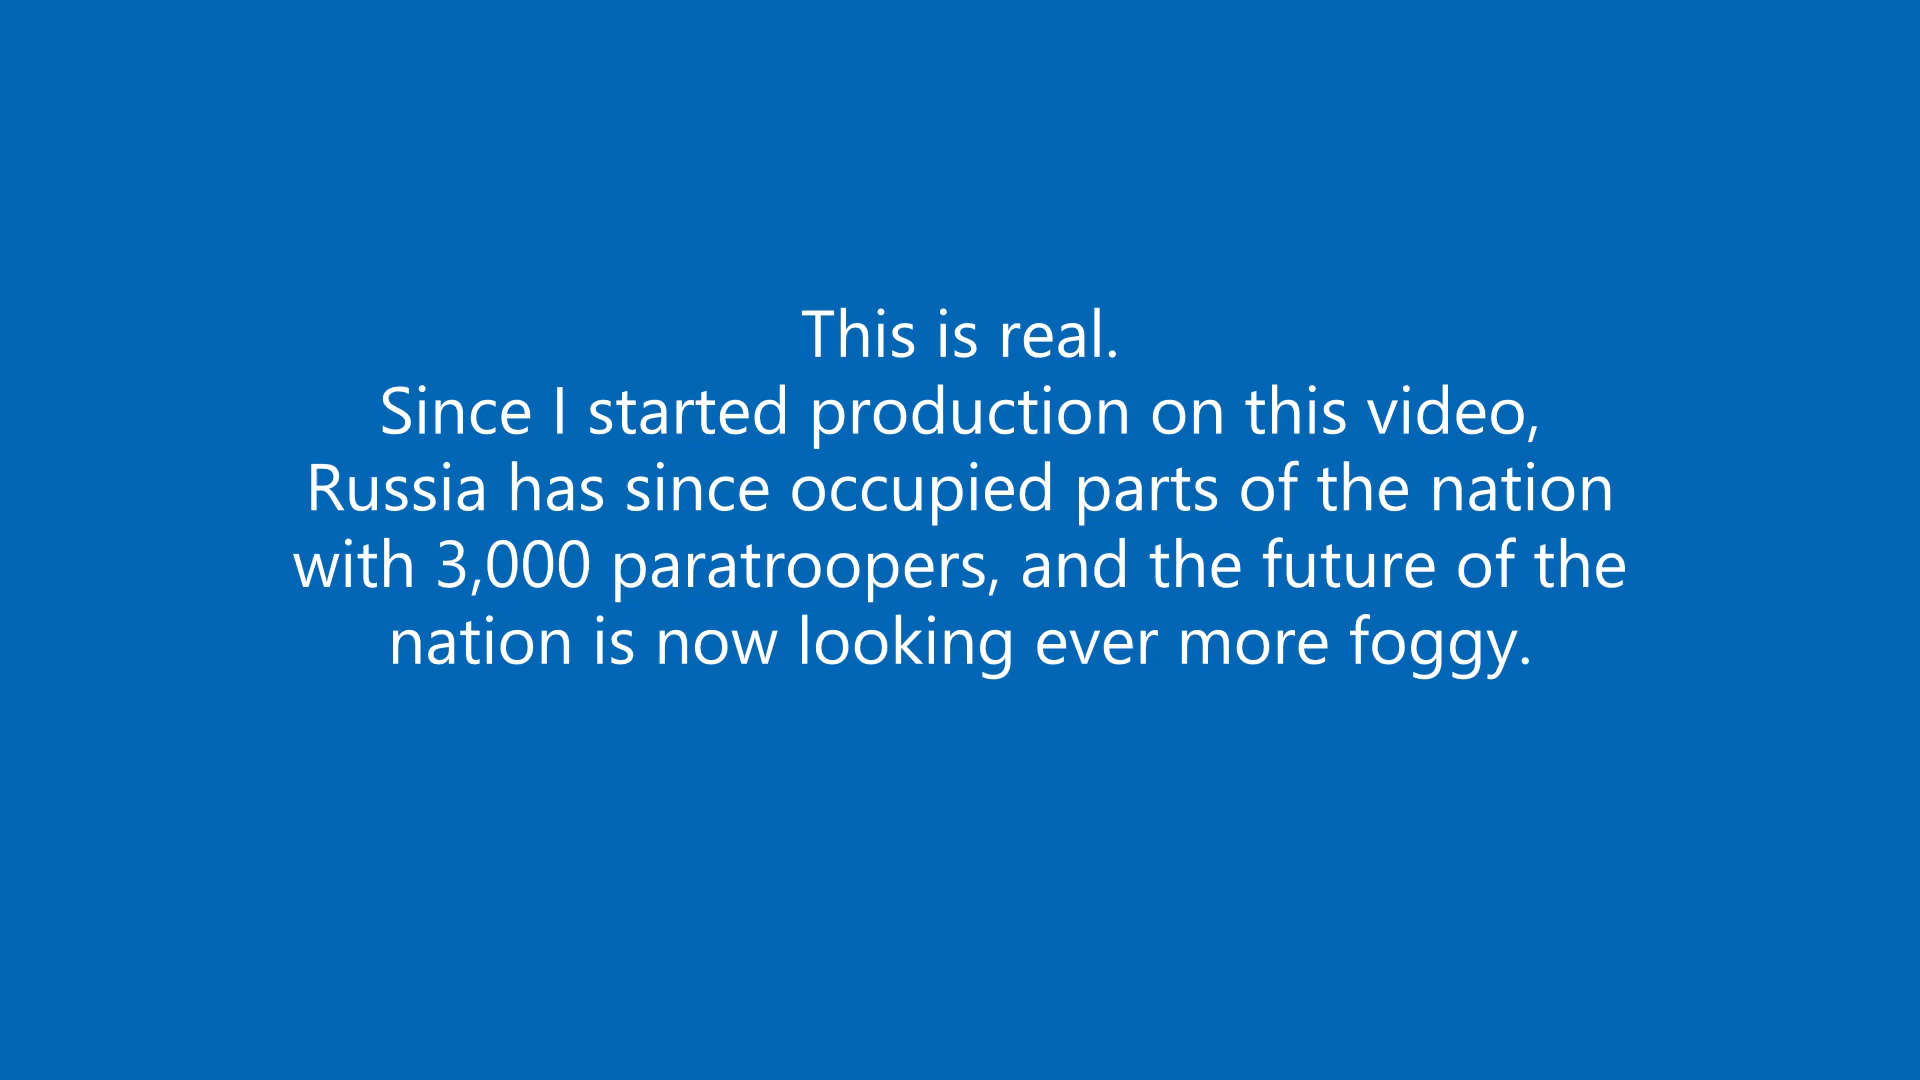 This is real.
Since I started production on this video,
Russia has since occupied parts of the nation
with 3,000 paratroopers, and the future of the
nation is now looking ever more foggy.